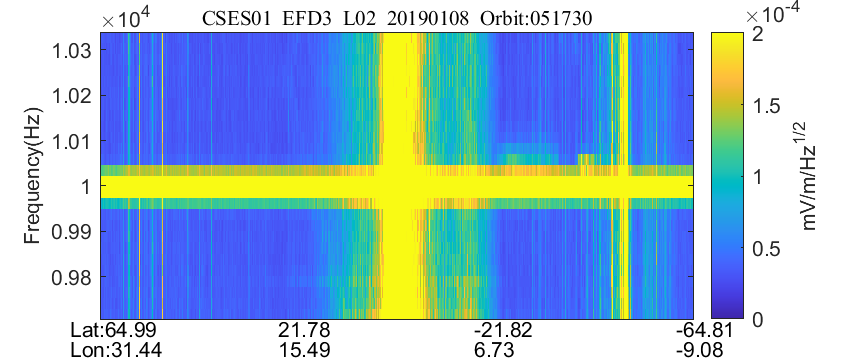 ×10^4 CSES01 EFD3 L02 20190108 Orbit:051730 ×10^-4
1.03
1.02
1.01
1
0.99
0.98
Frequency(Hz)
2
1.5
1
0.5
0
mV/m/Hz^1/2
Lat:64.99 21.78 -21.82 -64.81
Lon:31.44 15.49 6.73 -9.08